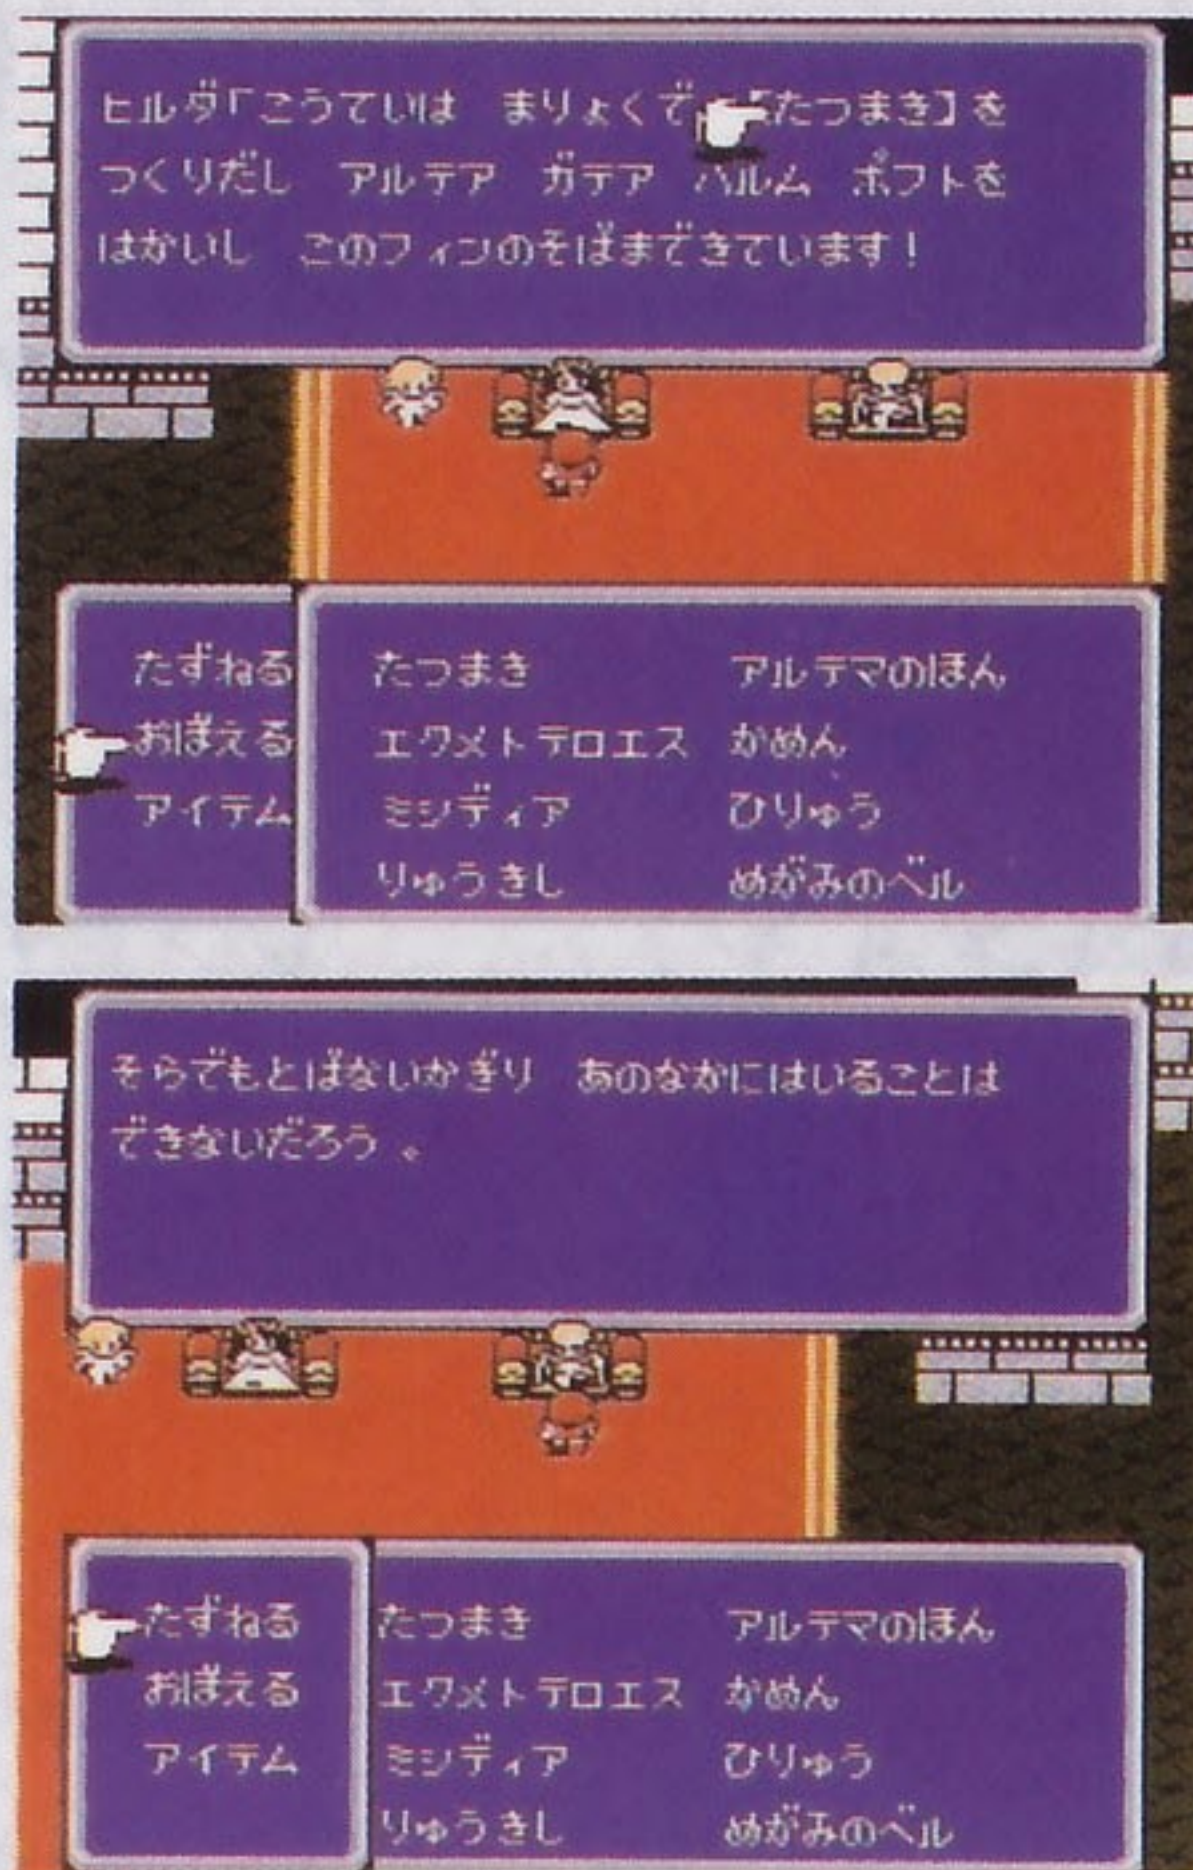 ヒルダ「こうていは　まりょくで　【たつまき】を
つくりだし　アルテア　ガテア　パルム　ポフトを
はかいし　このフィンのそばまできています！
たずねる
おぼえる
アイテム
たつまき　アルテマのほん
エクメトテロエス　かめん
ミシディア　ひりゅう
りゅうきし　めがみのベル
そらでもとばないかぎり　あのなかにはいることは
できないだろう。
たずねる
おぼえる
アイテム
たつまき　アルテマのほん
エクメトテロエス　かめん
ミシディア　ひりゅう
りゅうきし　めがみのベル